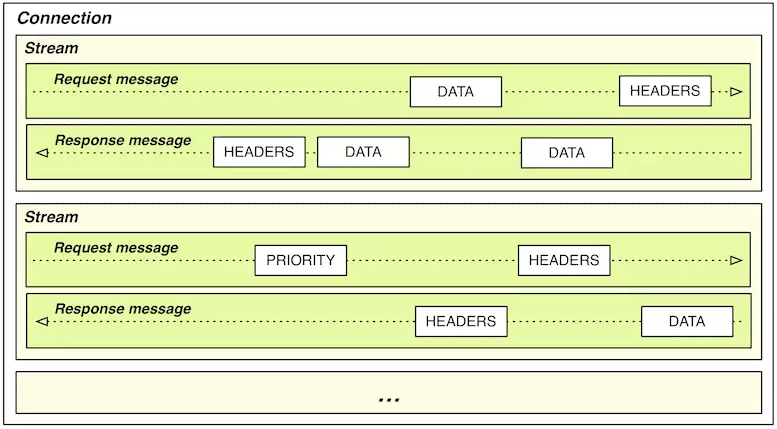 Connection
Stream
Request message
DATA HEADERS
Response message
HEADERS DATA DATA
Stream
Request message
PRIORITY HEADERS
Response message
HEADERS DATA
...